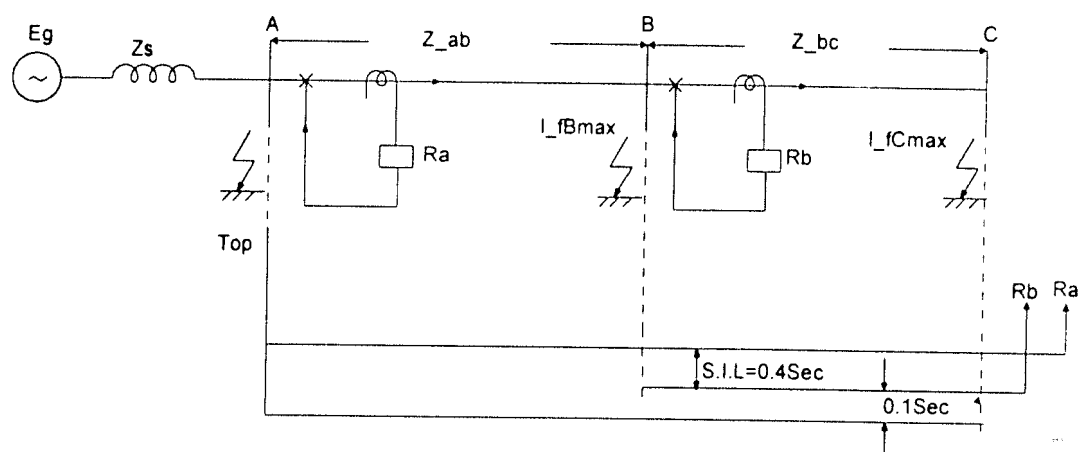 Eg
Zs
A
Z_ab
B
Z_bc
C
Ra
I_fBmax
Rb
I_fCmax
Top
Rb
Ra
S.I.L=0.4Sec
0.1Sec